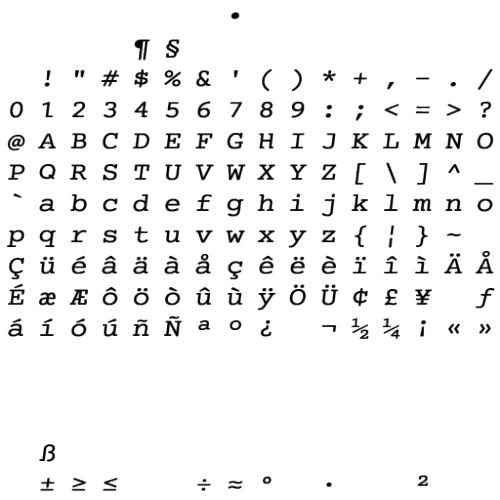 •
¶ §
! " # $ % & ' ( ) * + , − . /
0 1 2 3 4 5 6 7 8 9 : ; < = > ?
@ A B C D E F G H I J K L M N O
P Q R S T U V W X Y Z [ \ ] ^ _
` a b c d e f g h i j k l m n o
p q r s t u v w x y z { ¦ } ~
Ç ü é â ä à å ç ê ë è ï î ì Ä Å
É æ Æ ô ö ò û ù ÿ Ö Ü ¢ £ ¥ ƒ
á í ó ú ñ Ñ ª º ¿ ¬ ½ ¼ ¡ « »
ß
± ≥ ≤ ÷ ≈ ° · ²